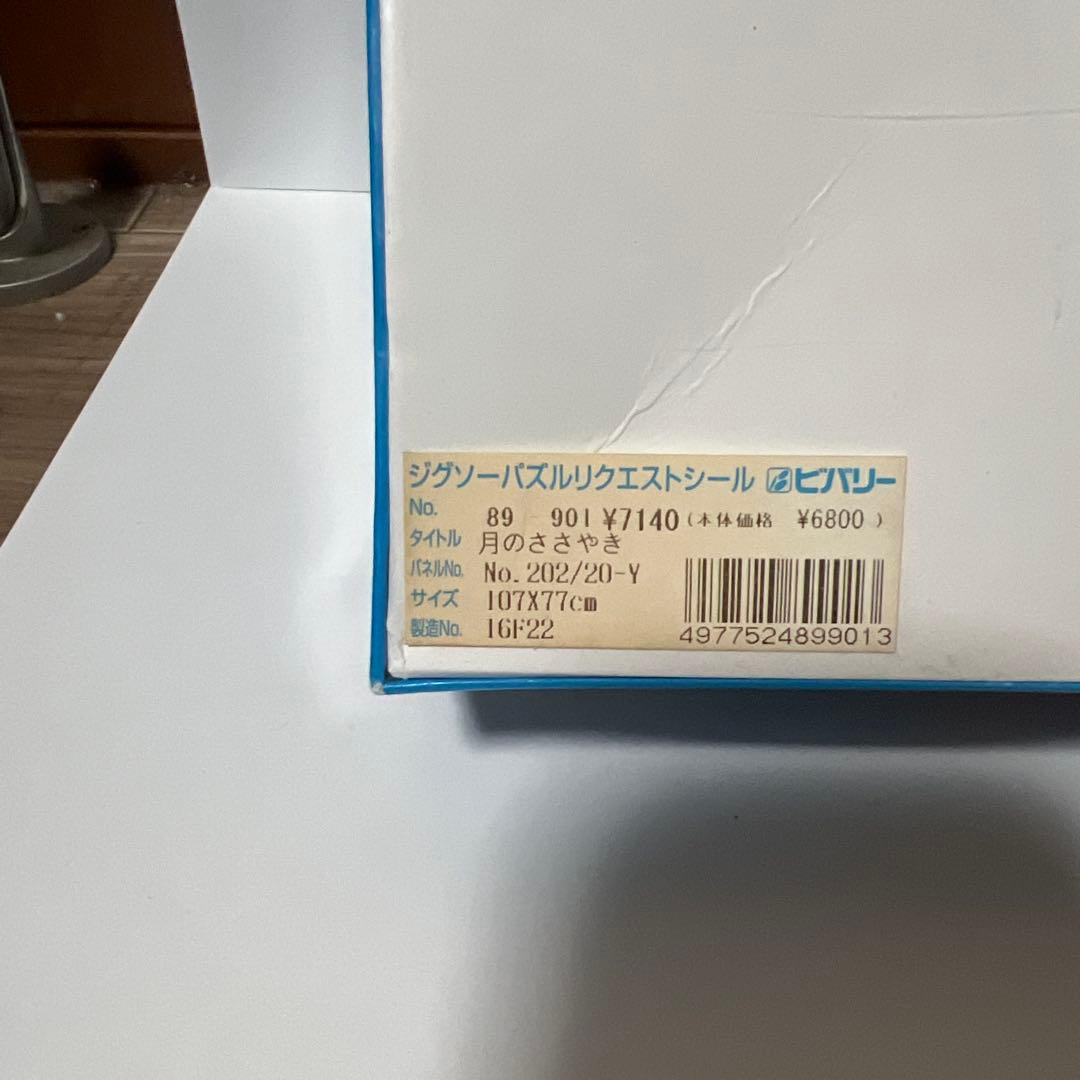 ジグソーパズルリクエストシール ビバリー
No. 89-901 ¥7140(本体価格 ¥6800)
タイトル 月のささやき
パネルNo. No.202/20-Y
サイズ 107X77cm
製造No. 16F22
4977524899013